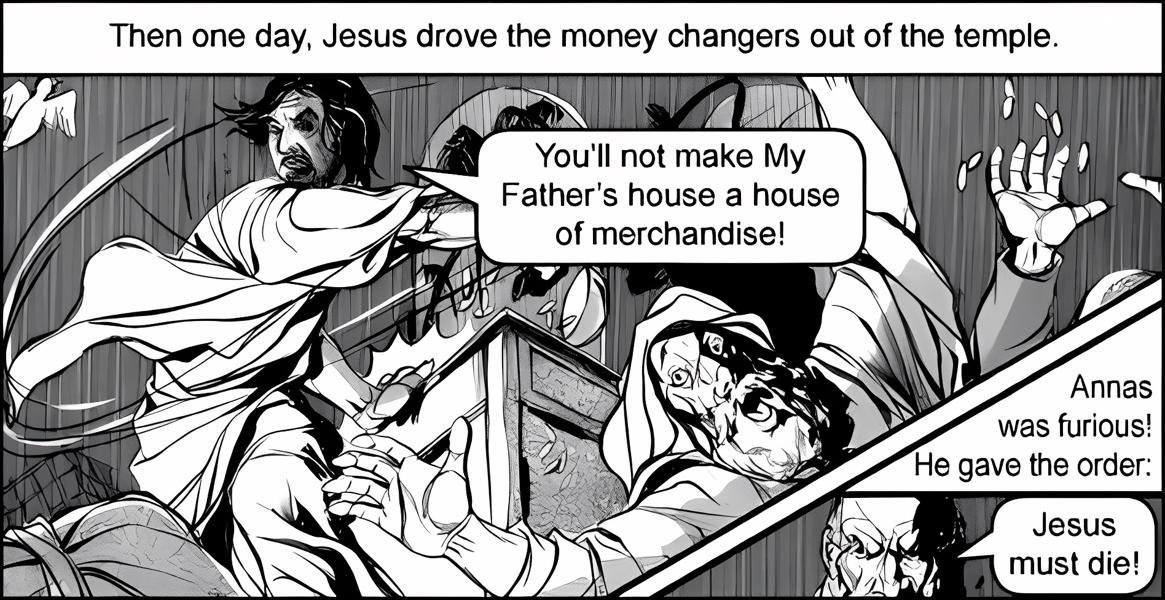 Then one day, Jesus drove the money changers out of the temple.
You'll not make My
Father's house a house
of merchandise!
Annas
was furious!
He gave the order:
Jesus
must die!